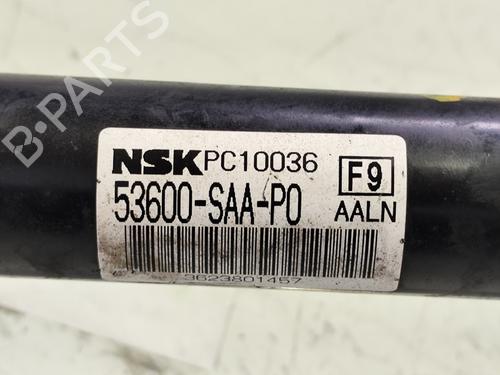 B-PARTS
NSK PC10036
F9
53600-SAA-P0
AALN
3623801457